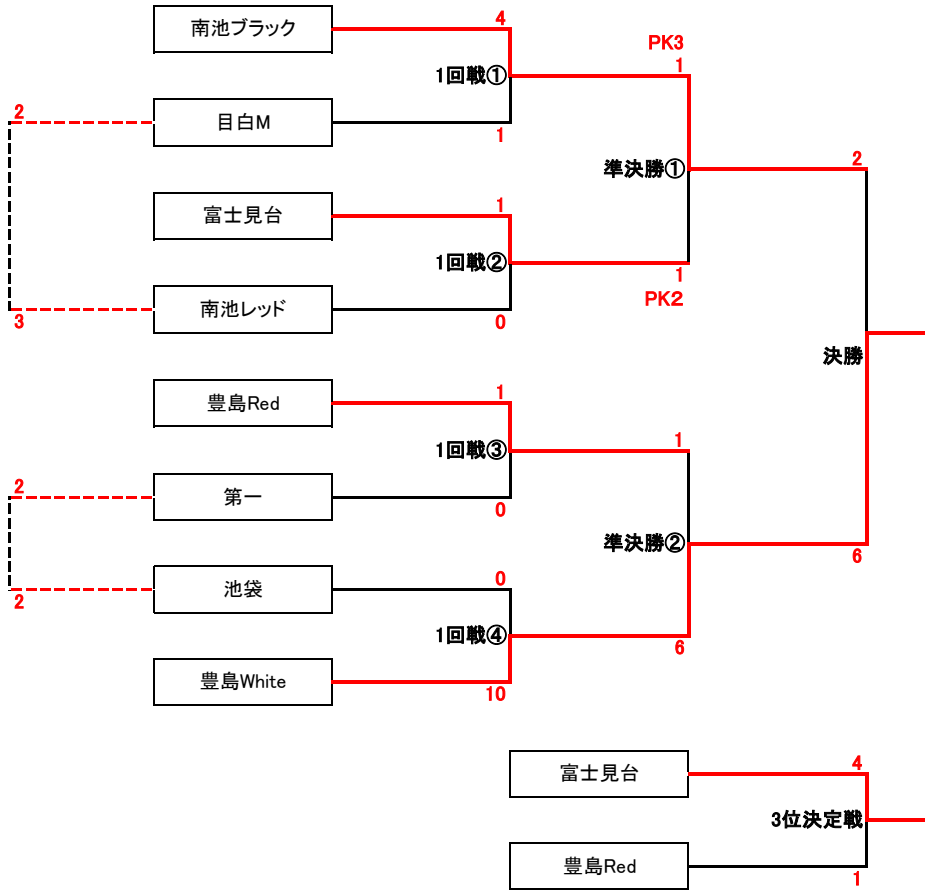 南池ブラック
4
PK3
1
1回戦①
2
目白M
1
準決勝①
2
富士見台
1
1回戦②
1
PK2
南池レッド
3
0
決勝
豊島Red
1
1回戦③
1
2
第一
0
準決勝②
6
池袋
0
2
1回戦④
6
豊島White
10
富士見台
4
3位決定戦
豊島Red
1